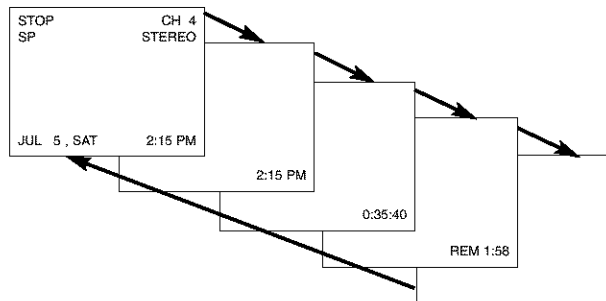 STOP CH 4
SP STEREO
JUL 5 , SAT 2:15 PM
2:15 PM
0:35:40
REM 1:58